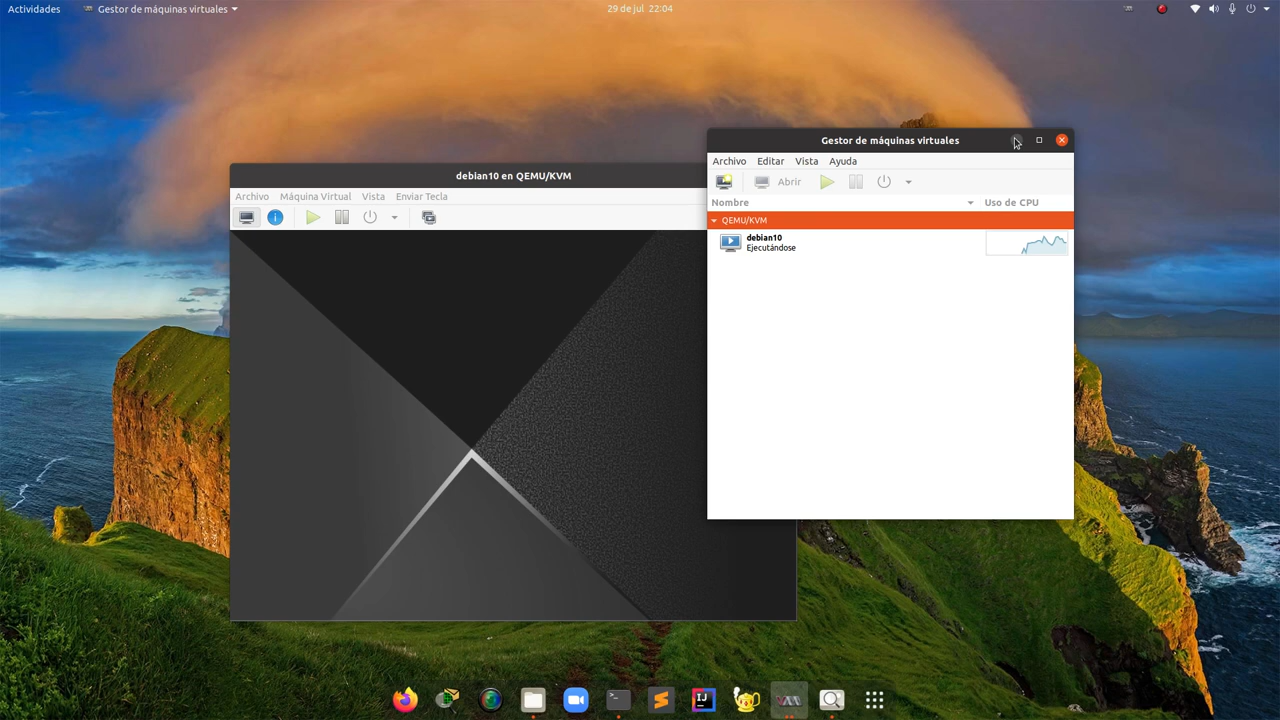 Actividades
Gestor de máquinas virtuales
29 de jul 22:04
debian10 en QEMU/KVM
Archivo Máquina Virtual Vista Enviar Tecla
Gestor de máquinas virtuales
Archivo Editar Vista Ayuda
Abrir
Nombre Uso de CPU
QEMU/KVM
debian10
Ejecutándose
IJ